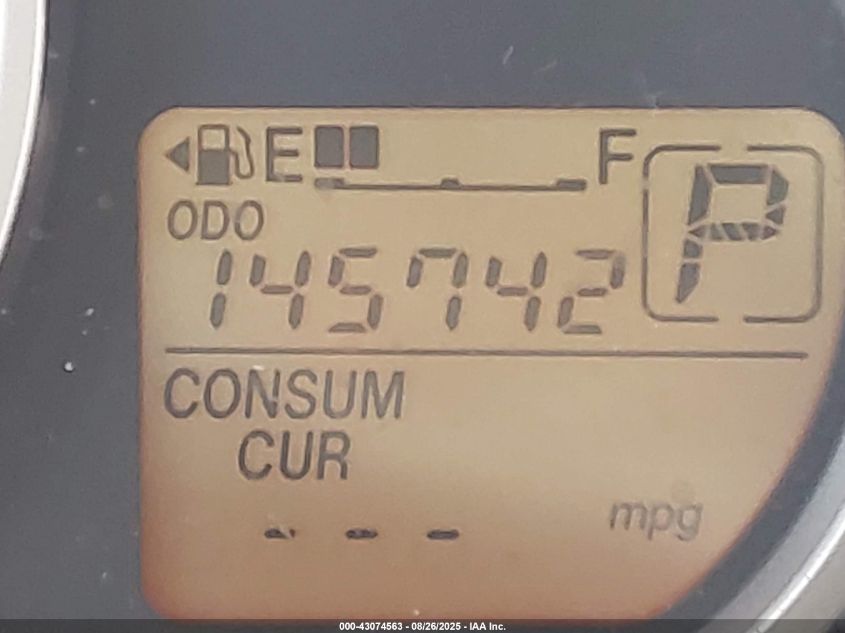 E F
P
ODO
145742
CONSUM
CUR
- - -
mpg
000-43074563 - 08/26/2025 - IAA Inc.